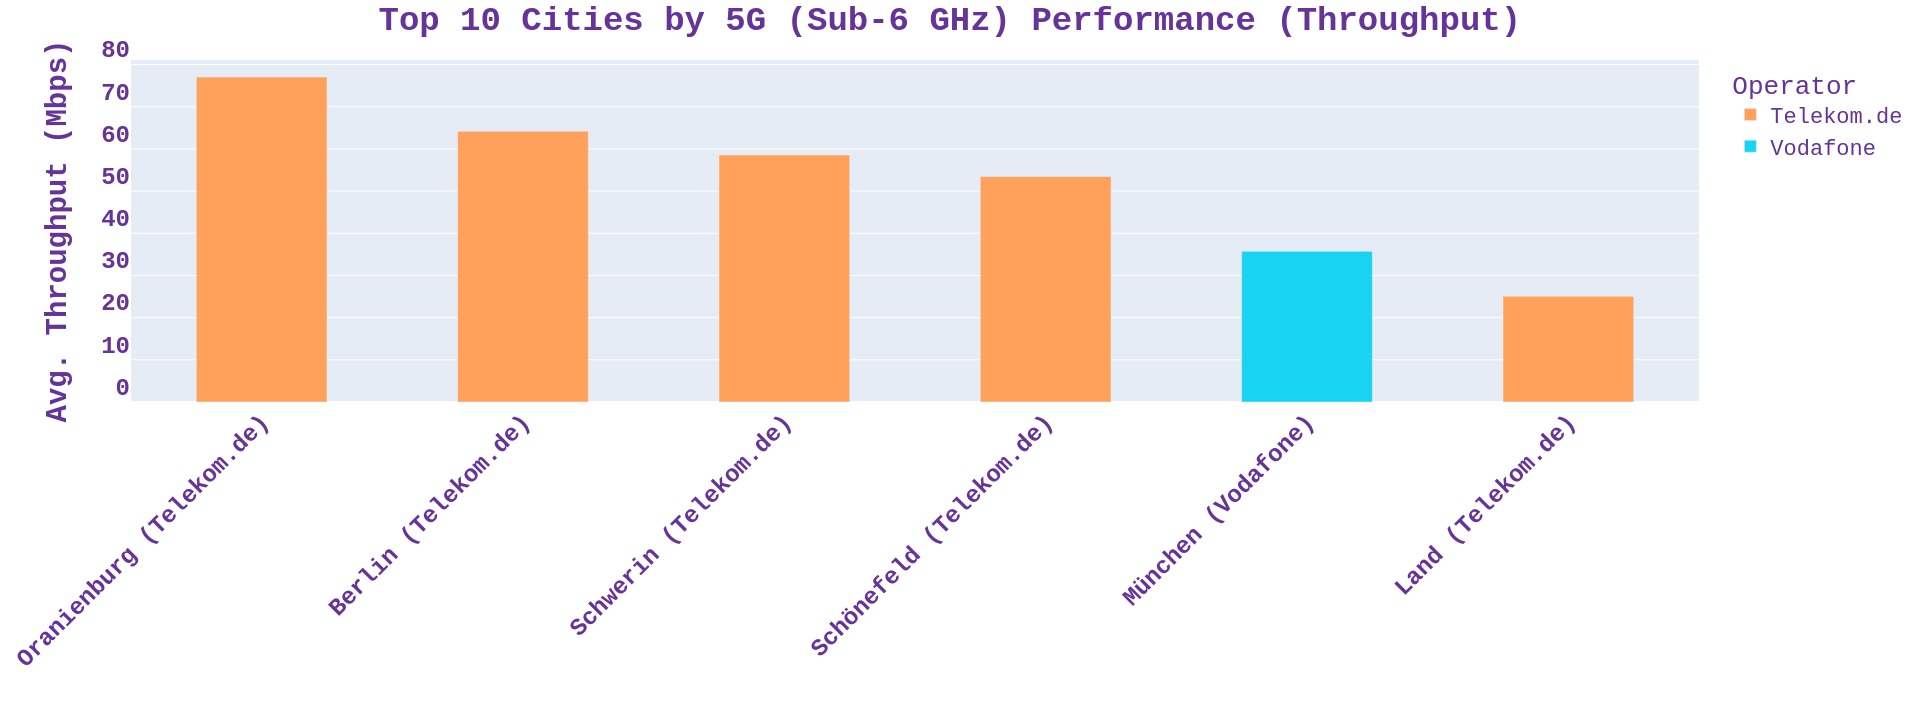 Top 10 Cities by 5G (Sub-6 GHz) Performance (Throughput)
Avg. Throughput (Mbps)
80
70
60
50
40
30
20
10
0
Oranienburg (Telekom.de)
Berlin (Telekom.de)
Schwerin (Telekom.de)
Schönefeld (Telekom.de)
München (Vodafone)
Land (Telekom.de)
Operator
Telekom.de
Vodafone